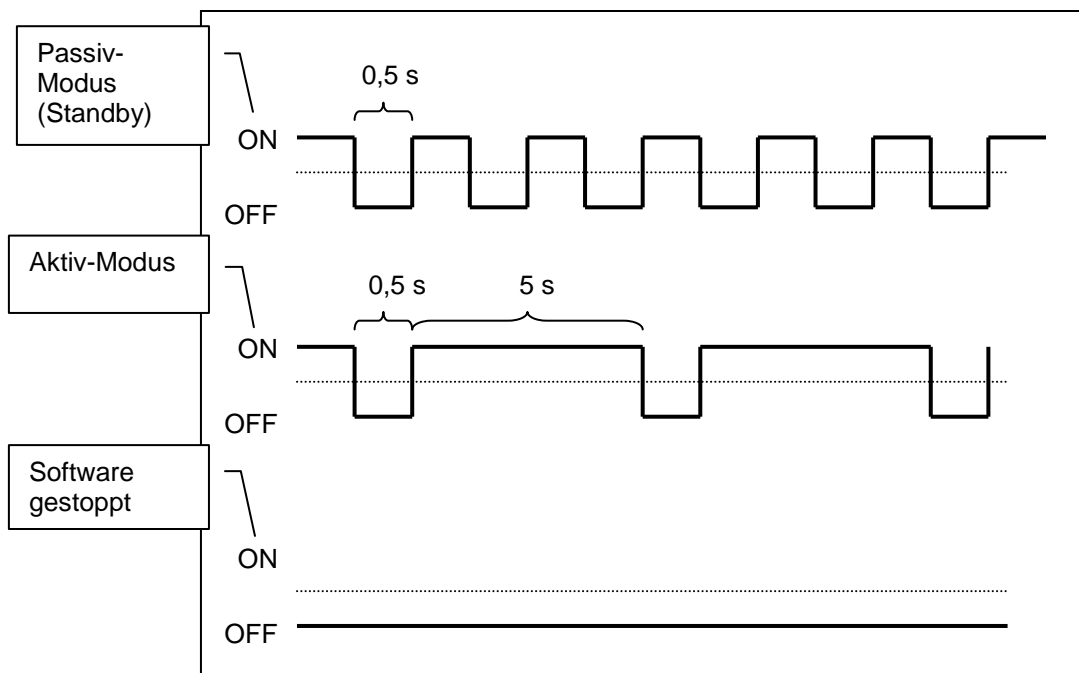 Passiv-
Modus
(Standby)
0,5 s
ON
OFF
Aktiv-Modus
0,5 s
5 s
ON
OFF
Software
gestoppt
ON
OFF